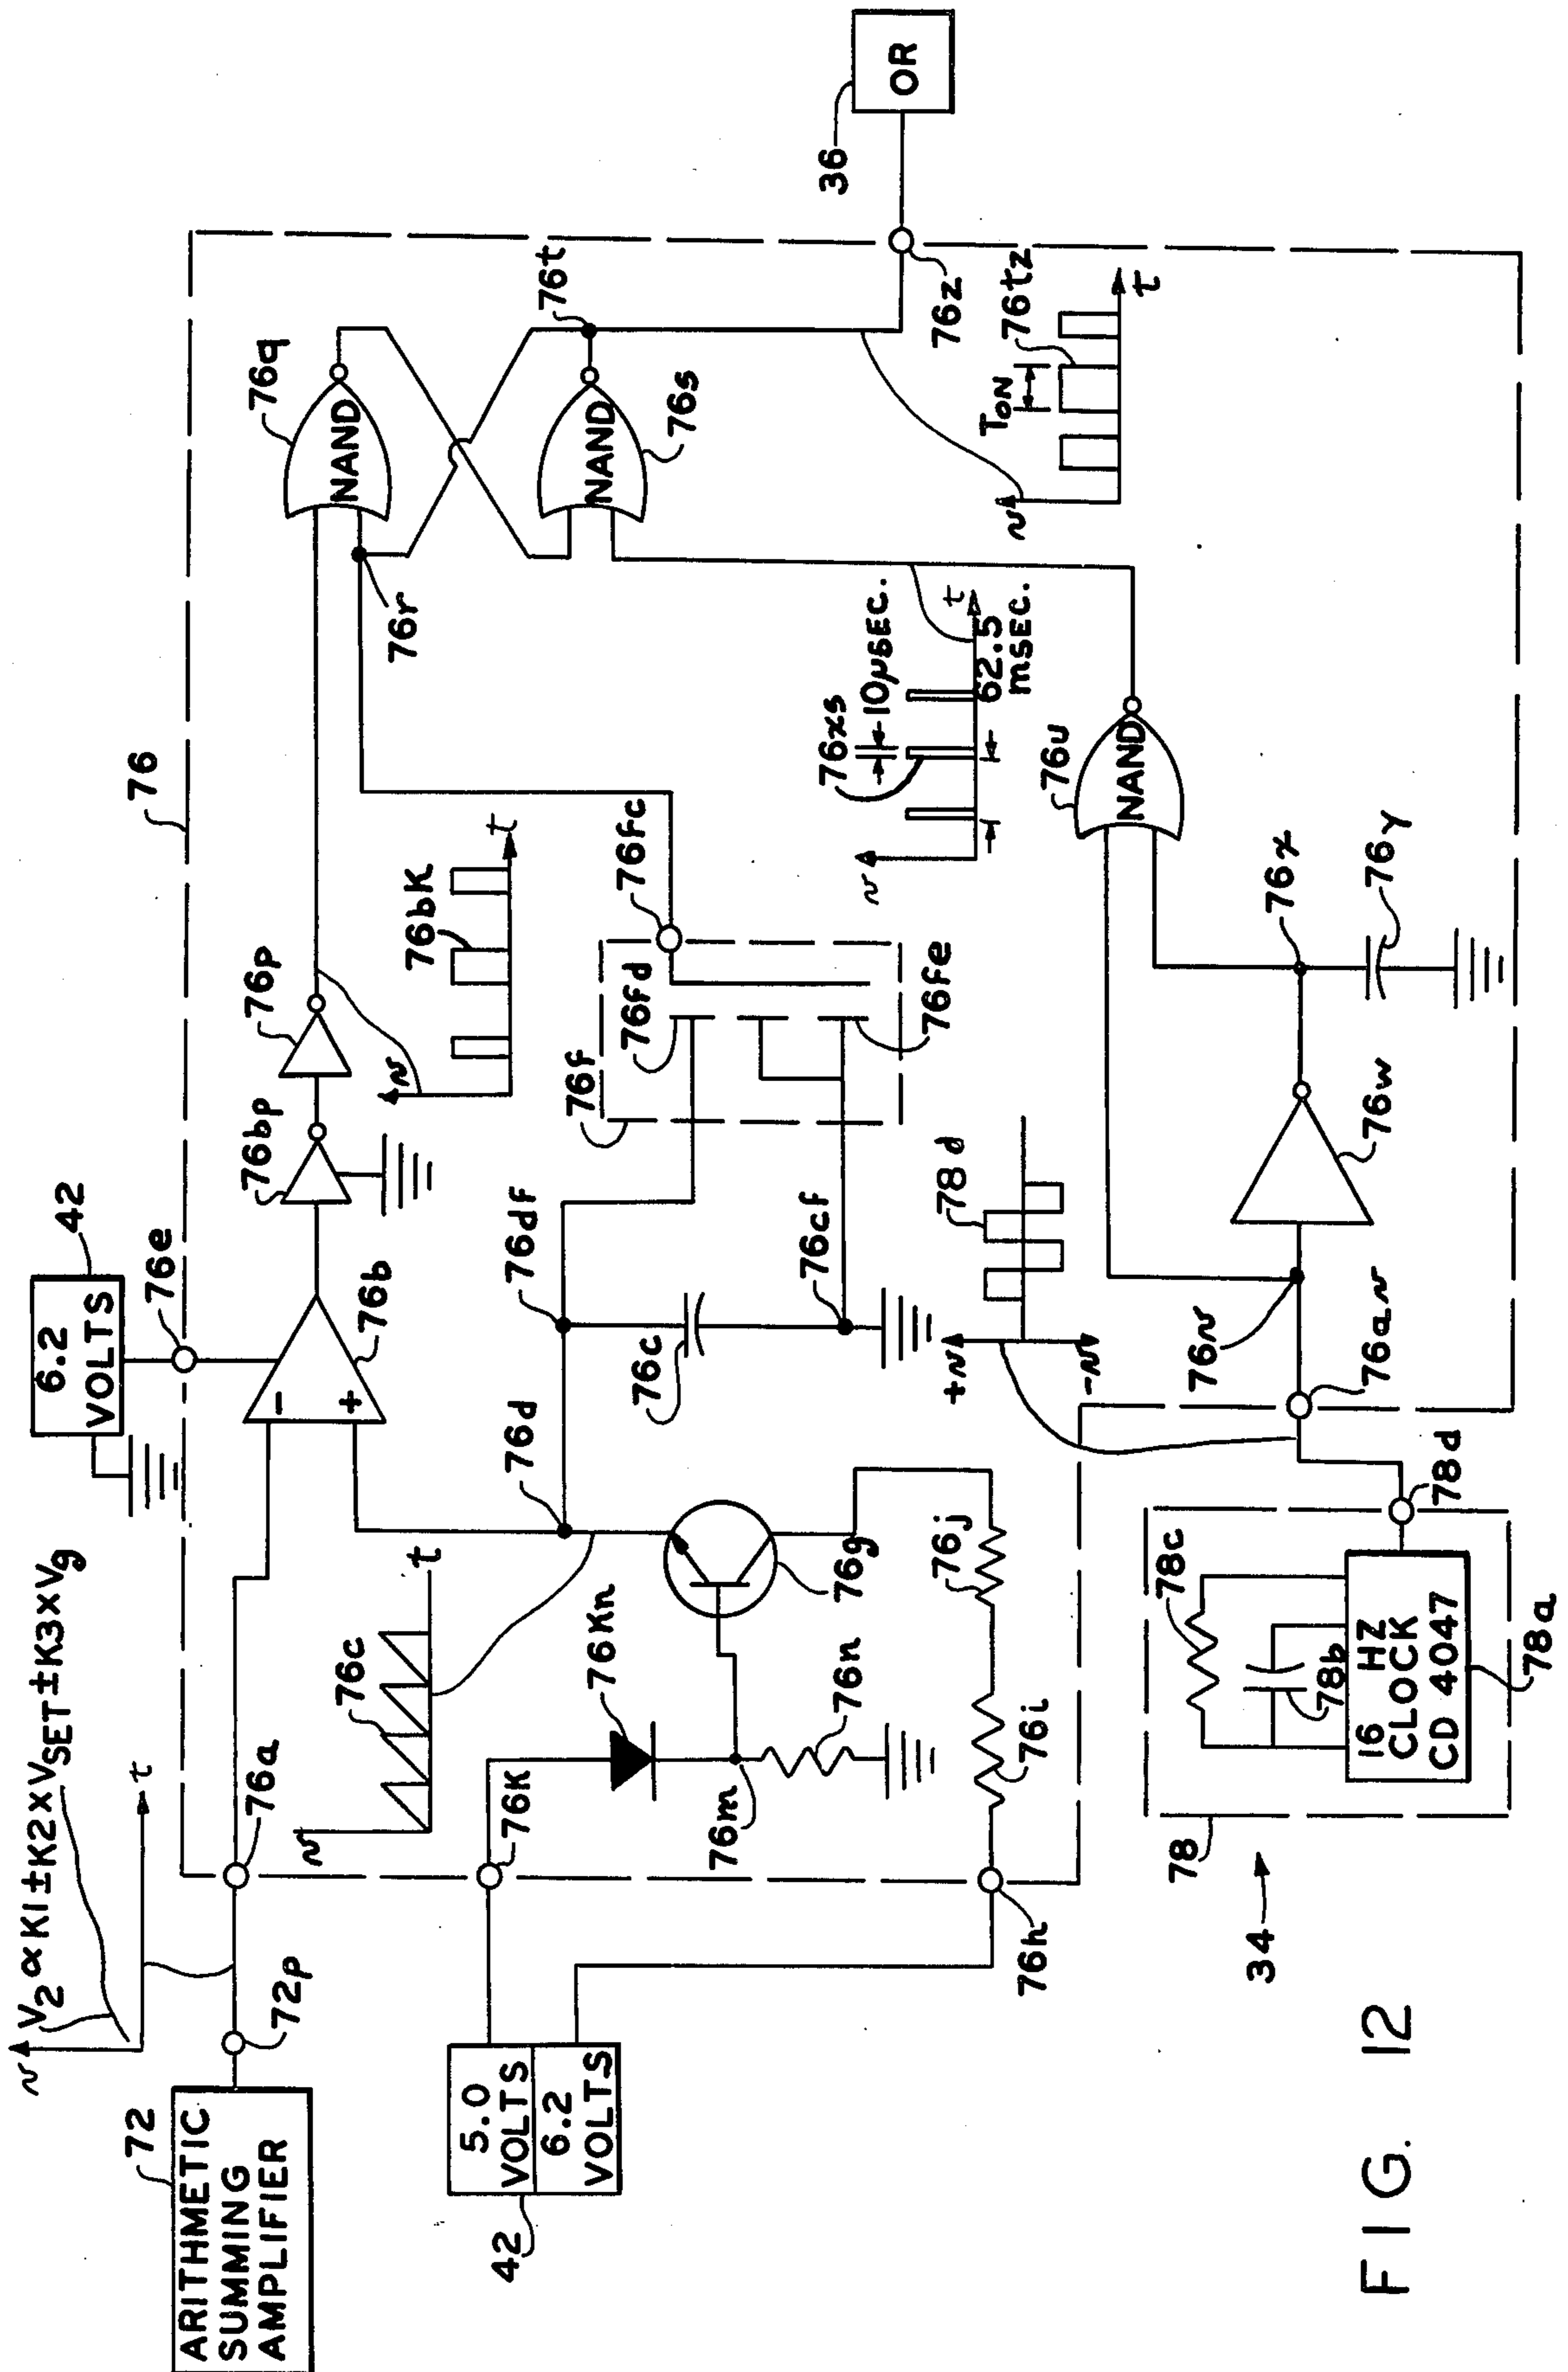 V2 ∝ K1 ± K2 x VSET ± K3 x Vg
v
t
72
ARITHMETIC
SUMMING
AMPLIFIER
72p
76a
42
6.2
VOLTS
76e
76
76b
76bp
76p
v
76bK
t
76q
NAND
76r
NAND
76s
76t
36
OR
76z
TON
76tz
v
t
v
76c
t
76d
76df
76c
76cf
76f
76fd
76fe
76fc
5.0
VOLTS
6.2
VOLTS
42
76K
76Kn
76m
76n
76g
76j
76i
76h
76xs
10µSEC.
62.5
mSEC.
v
t
+v
-v
78d
76u
NAND
76v
76av
76w
76x
76y
34
78
78c
78b
16 HZ
CLOCK
CD 4047
78a
78d
FIG. 12